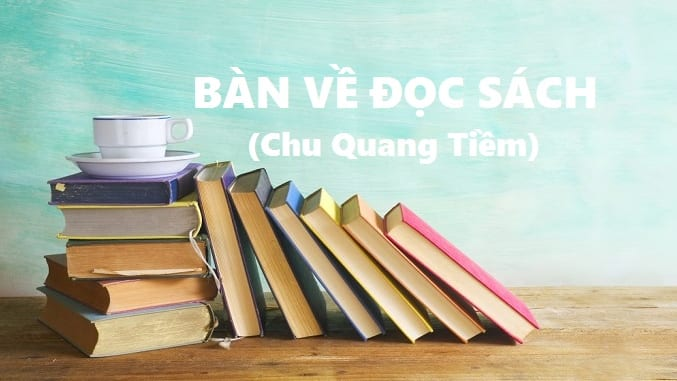 BÀN VỀ ĐỌC SÁCH
(Chu Quang Tiềm)